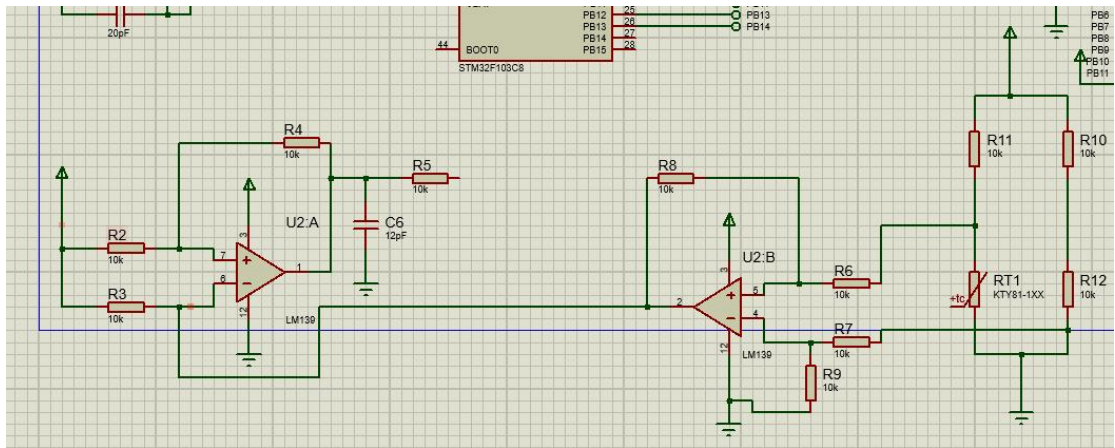 20pF
44
BOOT0
STM32F103C8
PB12
PB13
PB14
PB15
25
26
27
28
PB13
PB14
PB6
PB7
PB8
PB9
PB10
PB11
R4
10k
R5
10k
R2
10k
R3
10k
U2:A
3
7
6
1
12
LM139
C6
12pF
R8
10k
U2:B
3
5
4
2
12
LM139
R6
10k
R7
10k
R9
10k
R11
10k
R10
10k
+tc
RT1
KTY81-1XX
R12
10k